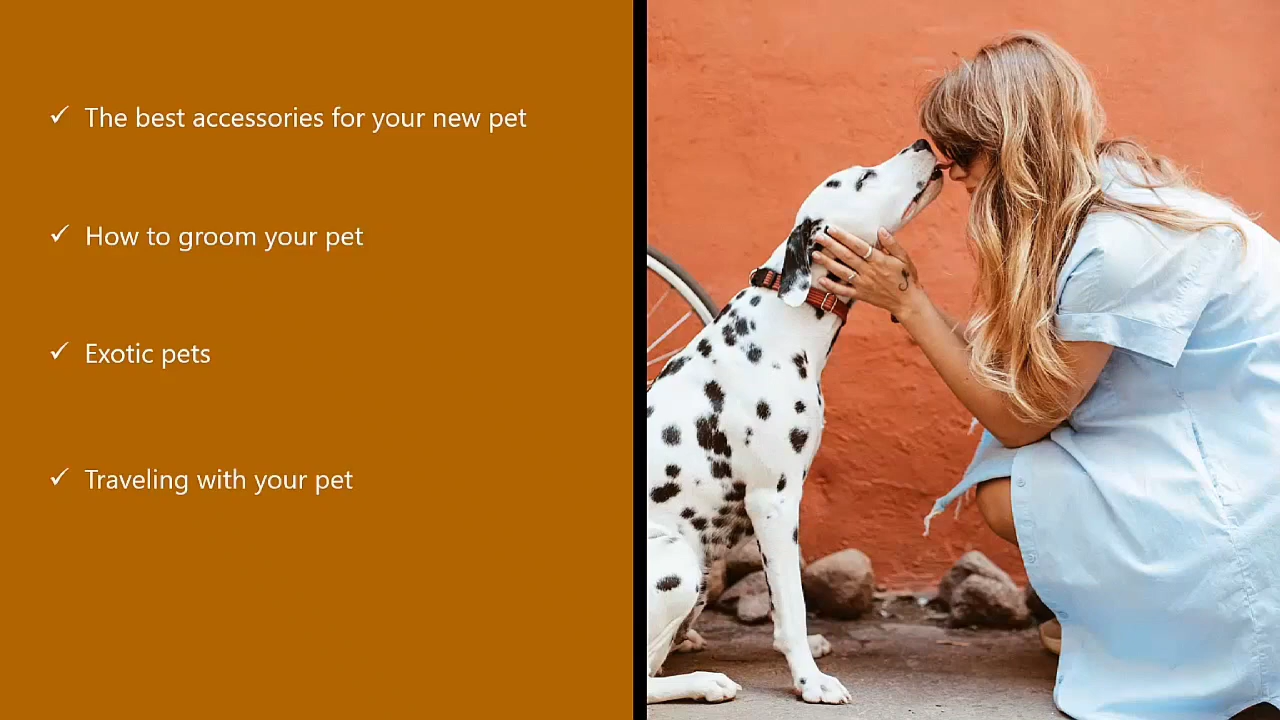 The best accessories for your new pet
How to groom your pet
Exotic pets
Traveling with your pet